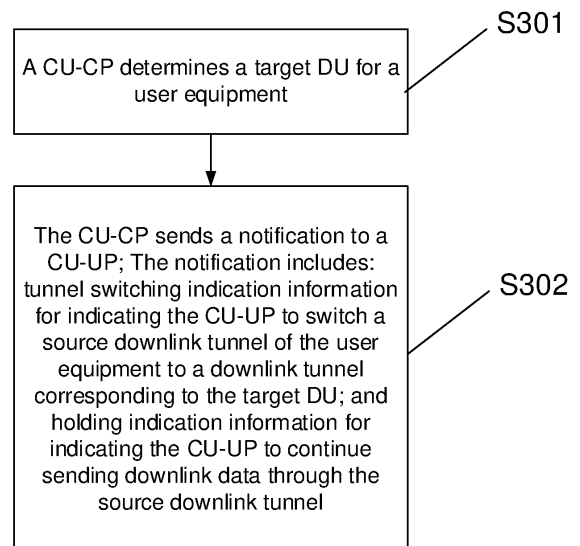 S301
A CU-CP determines a target DU for a
user equipment
The CU-CP sends a notification to a
CU-UP; The notification includes:
tunnel switching indication information
for indicating the CU-UP to switch a
source downlink tunnel of the user
equipment to a downlink tunnel
corresponding to the target DU; and
holding indication information for
indicating the CU-UP to continue
sending downlink data through the
source downlink tunnel
S302